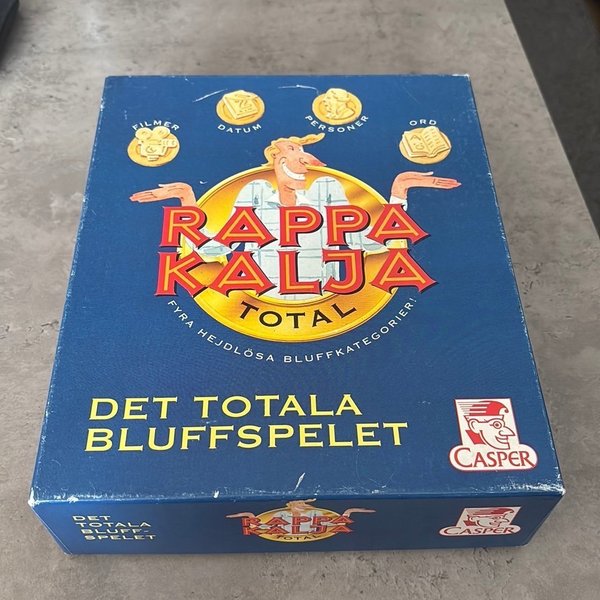 FILMER
DATUM
PERSONER
ORD
RAPPA
KALJA
TOTAL
FYRA HEJDLÖSA BLUFFKATEGORIER!
DET TOTALA
BLUFFSPELET
CASPER
DET
TOTALA
BLUFF-
SPELET
RAPPA
KALJA
TOTAL
CASPER